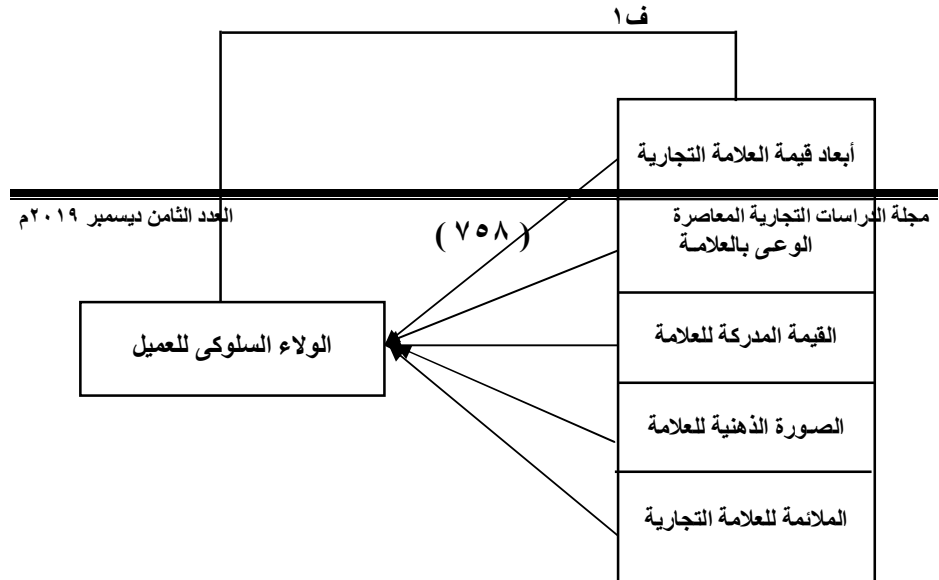 ف١
أبعاد قيمة العلامة التجارية
مجلة الدراسات التجارية المعاصرة
العدد الثامن ديسمبر ٢٠١٩م
( ٧٥٨ )
الوعى بالعلامـة
القيمة المدركة للعلامة
الولاء السلوكى للعميل
الصورة الذهنية للعلامة
الملائمة للعلامة التجارية